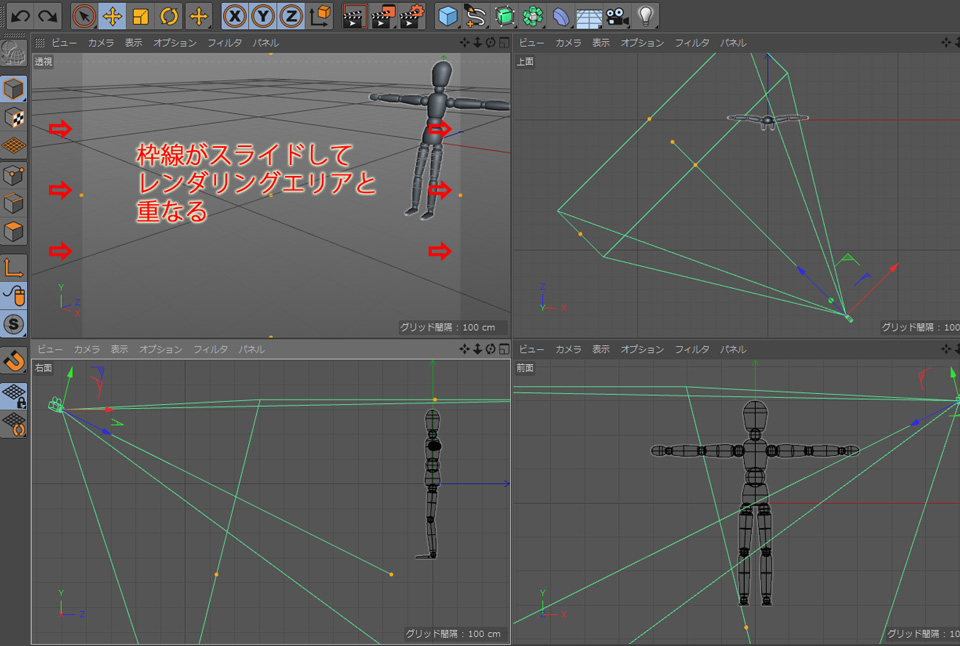 X Y Z
ビュー カメラ 表示 オプション フィルタ パネル
ビュー カメラ 表示 オプション フィルタ パネル
透視
上面
枠線がスライドして
レンダリングエリアと
重なる
Y
Z
X
グリッド間隔 : 100 cm
Z
Y X
グリッド間隔 : 100
S
ビュー カメラ 表示 オプション フィルタ パネル
ビュー カメラ 表示 オプション フィルタ パネル
右面
前面
Y
Z
グリッド間隔 : 100 cm
Y
X
グリッド間隔 : 10